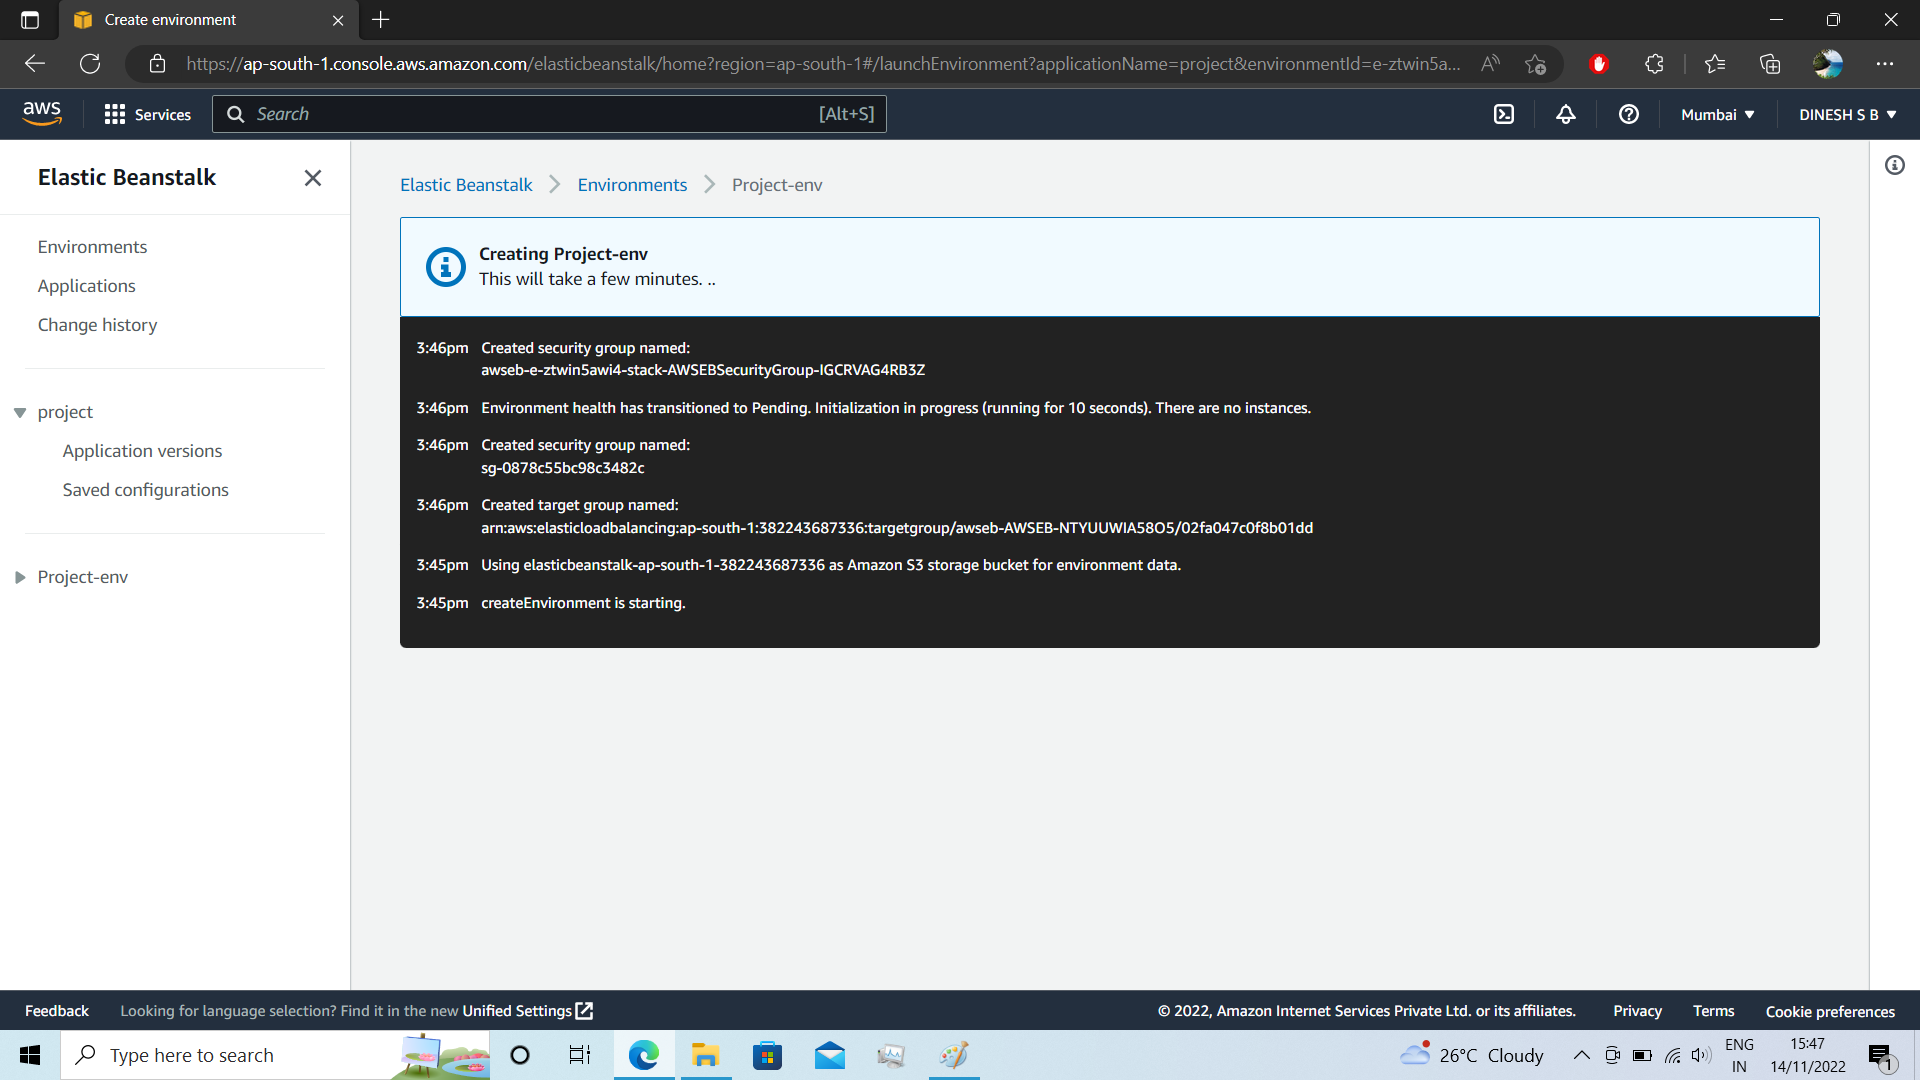 Create environment
https://ap-south-1.console.aws.amazon.com/elasticbeanstalk/home?region=ap-south-1#/launchEnvironment?applicationName=project&environmentId=e-ztwin5a...
aws
Services
Search
[Alt+S]
Mumbai
DINESH S B
Elastic Beanstalk
Environments
Applications
Change history
project
Application versions
Saved configurations
Project-env
Elastic Beanstalk
Environments
Project-env
Creating Project-env
This will take a few minutes. ..
3:46pm Created security group named:
awseb-e-ztwin5awi4-stack-AWSEBSecurityGroup-IGCRVAG4RB3Z
3:46pm Environment health has transitioned to Pending. Initialization in progress (running for 10 seconds). There are no instances.
3:46pm Created security group named:
sg-0878c55bc98c3482c
3:46pm Created target group named:
arn:aws:elasticloadbalancing:ap-south-1:382243687336:targetgroup/awseb-AWSEB-NTYUUWIA58O5/02fa047c0f8b01dd
3:45pm Using elasticbeanstalk-ap-south-1-382243687336 as Amazon S3 storage bucket for environment data.
3:45pm createEnvironment is starting.
Feedback
Looking for language selection? Find it in the new Unified Settings
© 2022, Amazon Internet Services Private Ltd. or its affiliates.
Privacy
Terms
Cookie preferences
Type here to search
26°C Cloudy
ENG
IN
15:47
14/11/2022
1